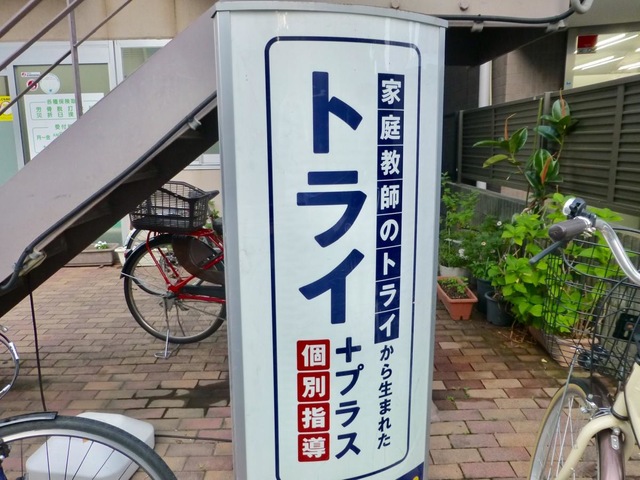 家庭教師のトライから生まれた
トライ+プラス
個別指導